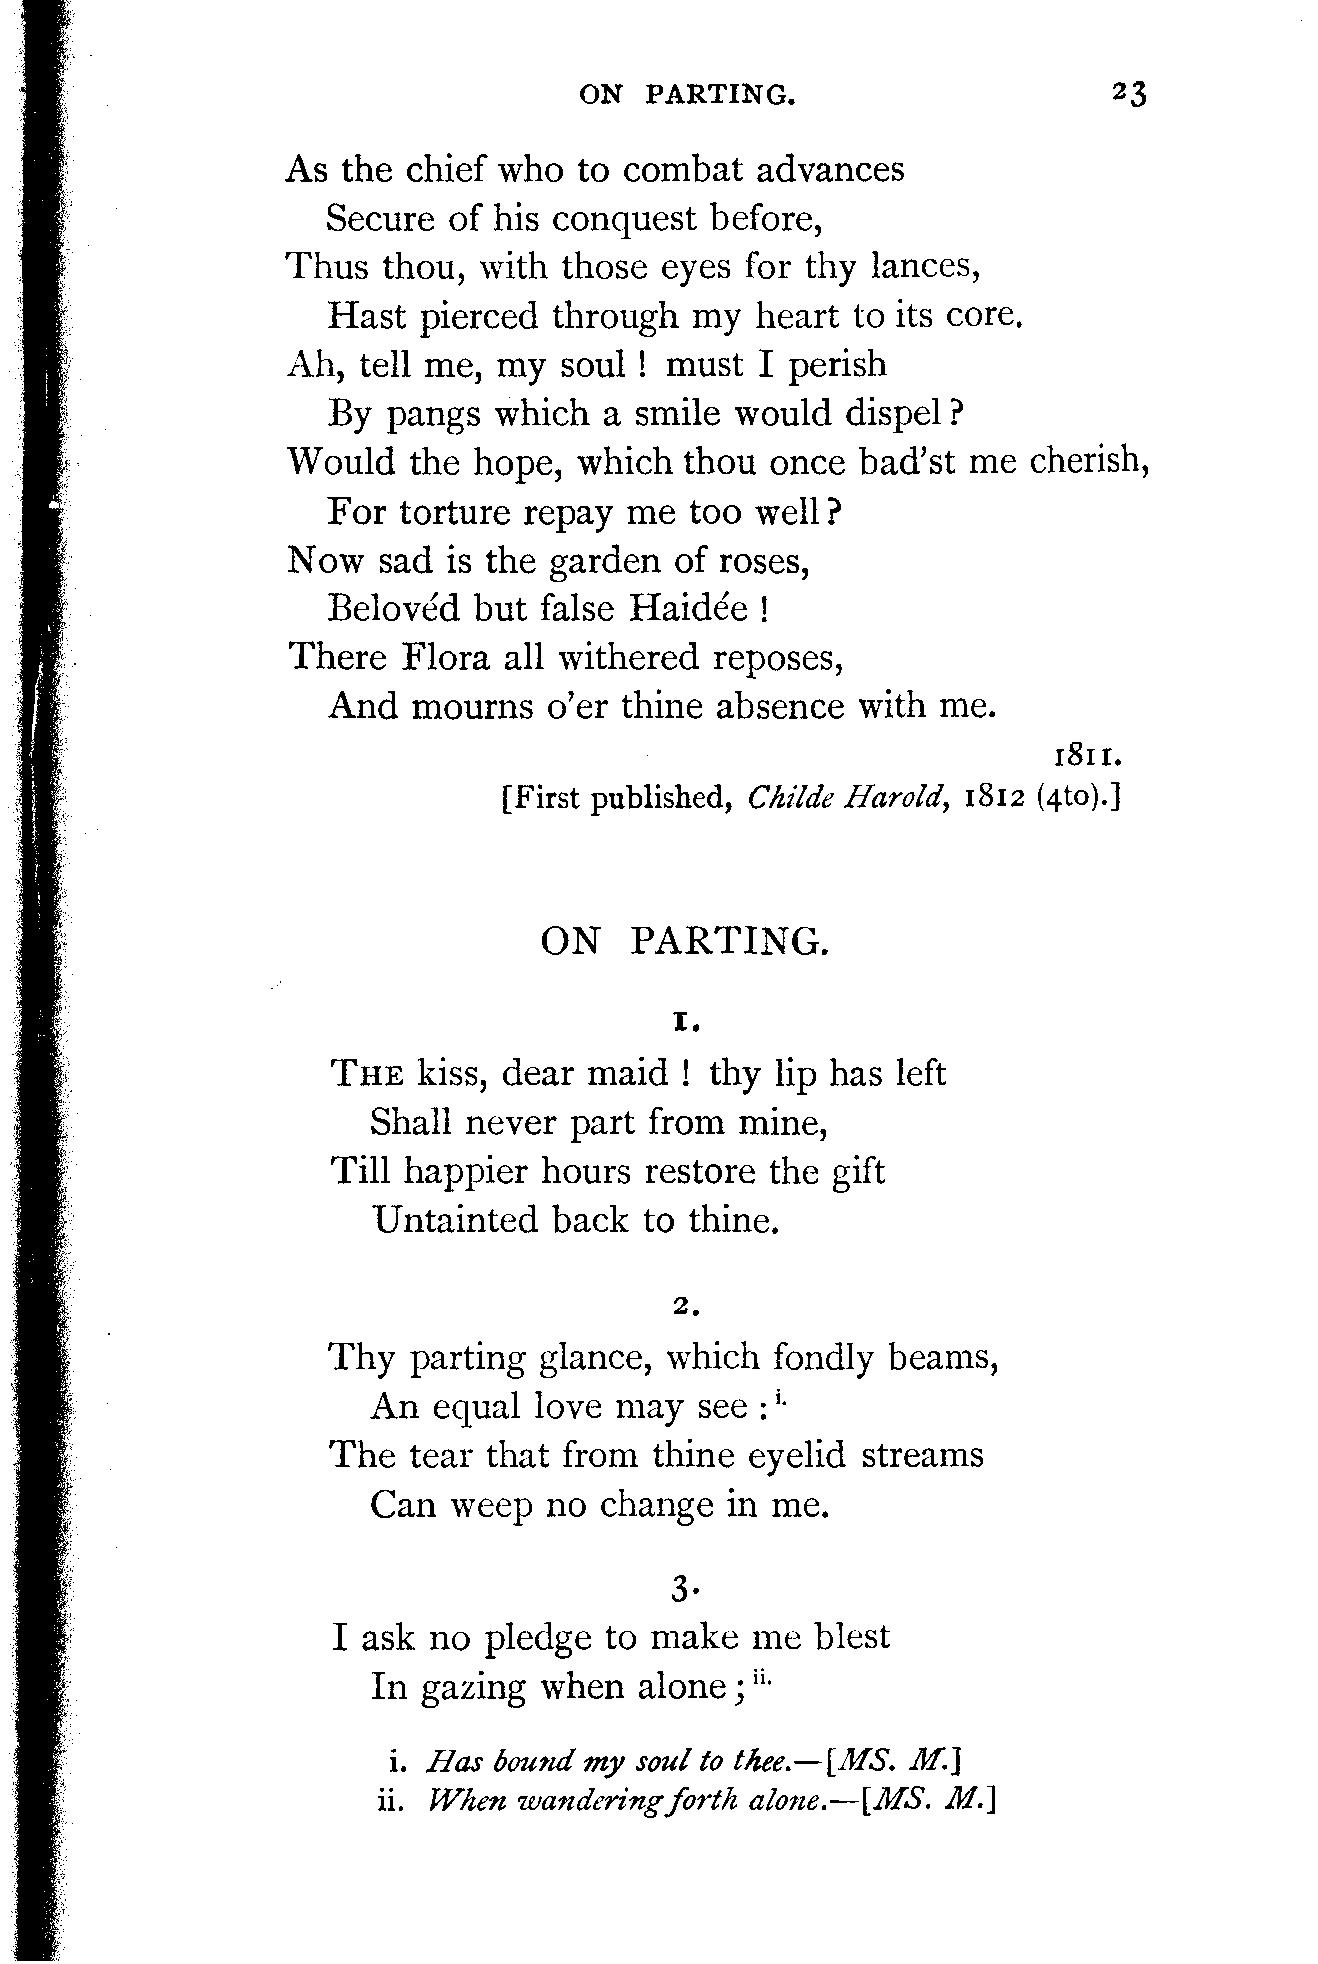 ON PARTING. 23
As the chief who to combat advances
Secure of his conquest before,
Thus thou, with those eyes for thy lances,
Hast pierced through my heart to its core.
Ah, tell me, my soul ! must I perish
By pangs which a smile would dispel ?
Would the hope, which thou once bad'st me cherish,
For torture repay me too well ?
Now sad is the garden of roses,
Belovéd but false Haidée !
There Flora all withered reposes,
And mourns o'er thine absence with me.
1811.
[First published, Childe Harold, 1812 (4to).]
ON PARTING.
1.
THE kiss, dear maid ! thy lip has left
Shall never part from mine,
Till happier hours restore the gift
Untainted back to thine.
2.
Thy parting glance, which fondly beams,
An equal love may see : i.
The tear that from thine eyelid streams
Can weep no change in me.
3.
I ask no pledge to make me blest
In gazing when alone ; ii.
i. Has bound my soul to thee.—[MS. M.]
ii. When wandering forth alone.—[MS. M.]